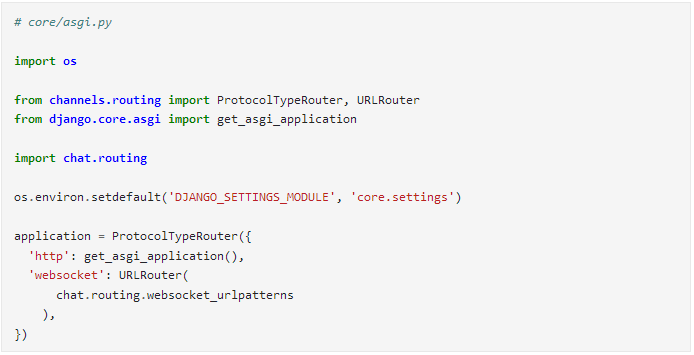 # core/asgi.py
import os
from channels.routing import ProtocolTypeRouter, URLRouter
from django.core.asgi import get_asgi_application
import chat.routing
os.environ.setdefault('DJANGO_SETTINGS_MODULE', 'core.settings')
application = ProtocolTypeRouter({
  'http': get_asgi_application(),
  'websocket': URLRouter(
      chat.routing.websocket_urlpatterns
    ),
})